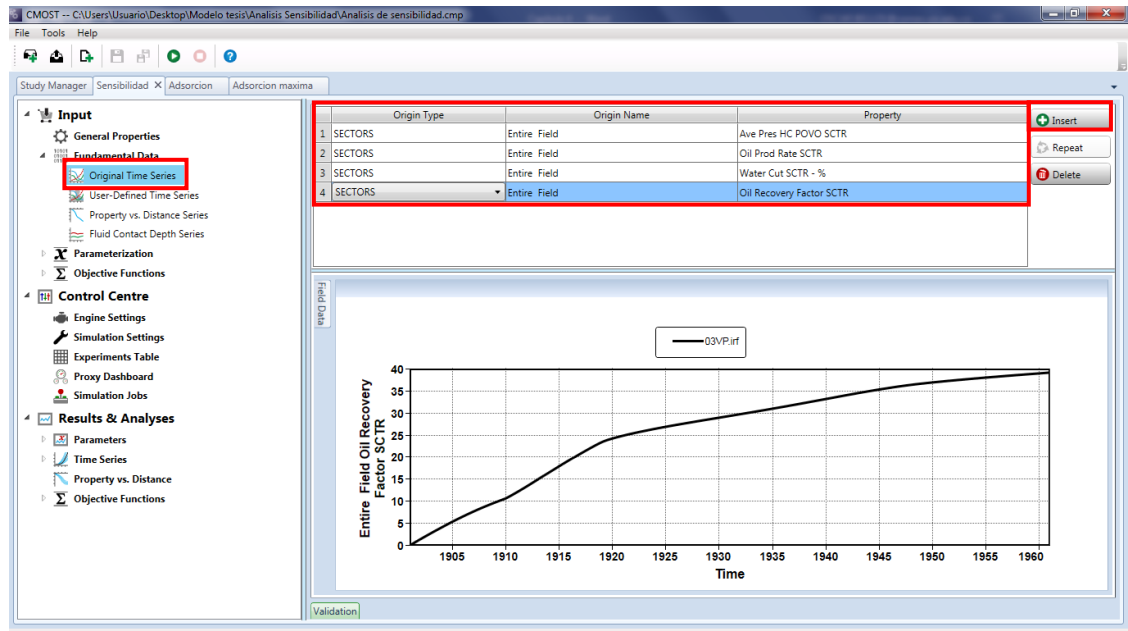 CMOST -- C:\Users\Usuario\Desktop\Modelo tesis\Analisis Sensibilidad\Analisis de sensibilidad.cmp
File Tools Help
Study Manager Sensibilidad Adsorcion Adsorcion maxima
Input
General Properties
Fundamental Data
Original Time Series
User-Defined Time Series
Property vs. Distance Series
Fluid Contact Depth Series
Parameterization
Objective Functions
Control Centre
Engine Settings
Simulation Settings
Experiments Table
Proxy Dashboard
Simulation Jobs
Results & Analyses
Parameters
Time Series
Property vs. Distance
Objective Functions
Origin Type Origin Name Property
1 SECTORS Entire Field Ave Pres HC POVO SCTR
2 SECTORS Entire Field Oil Prod Rate SCTR
3 SECTORS Entire Field Water Cut SCTR - %
4 SECTORS Entire Field Oil Recovery Factor SCTR
Insert
Repeat
Delete
Field Data
03VP.irf
Entire Field Oil Recovery
Factor SCTR
40
35
30
25
20
15
10
5
0
1905 1910 1915 1920 1925 1930 1935 1940 1945 1950 1955 1960
Time
Validation